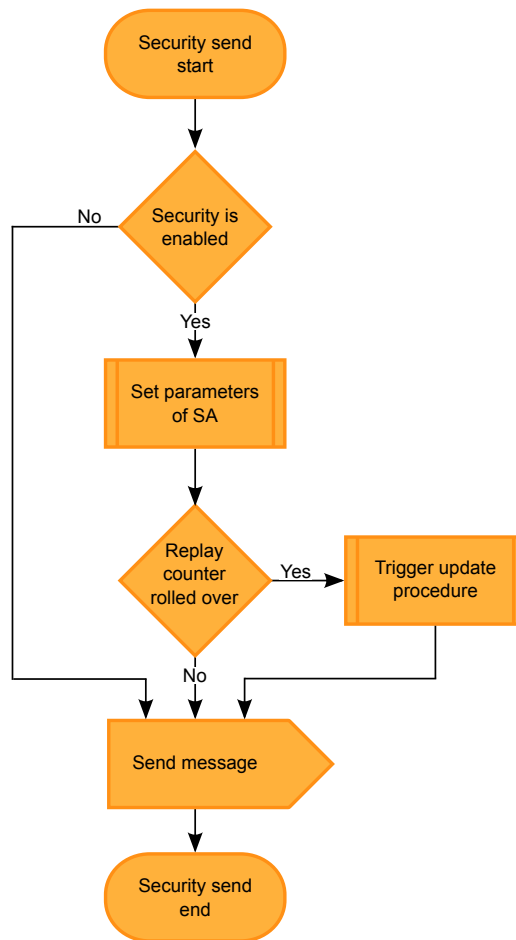 Security send
start
No
Security is
enabled
Yes
Set parameters
of SA
Replay
counter
rolled over
Yes
Trigger update
procedure
No
Send message
Security send
end